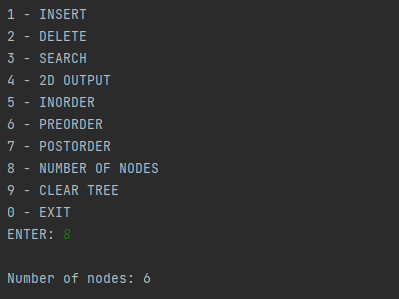 1 - INSERT
2 - DELETE
3 - SEARCH
4 - 2D OUTPUT
5 - INORDER
6 - PREORDER
7 - POSTORDER
8 - NUMBER OF NODES
9 - CLEAR TREE
0 - EXIT
ENTER: 8
Number of nodes: 6